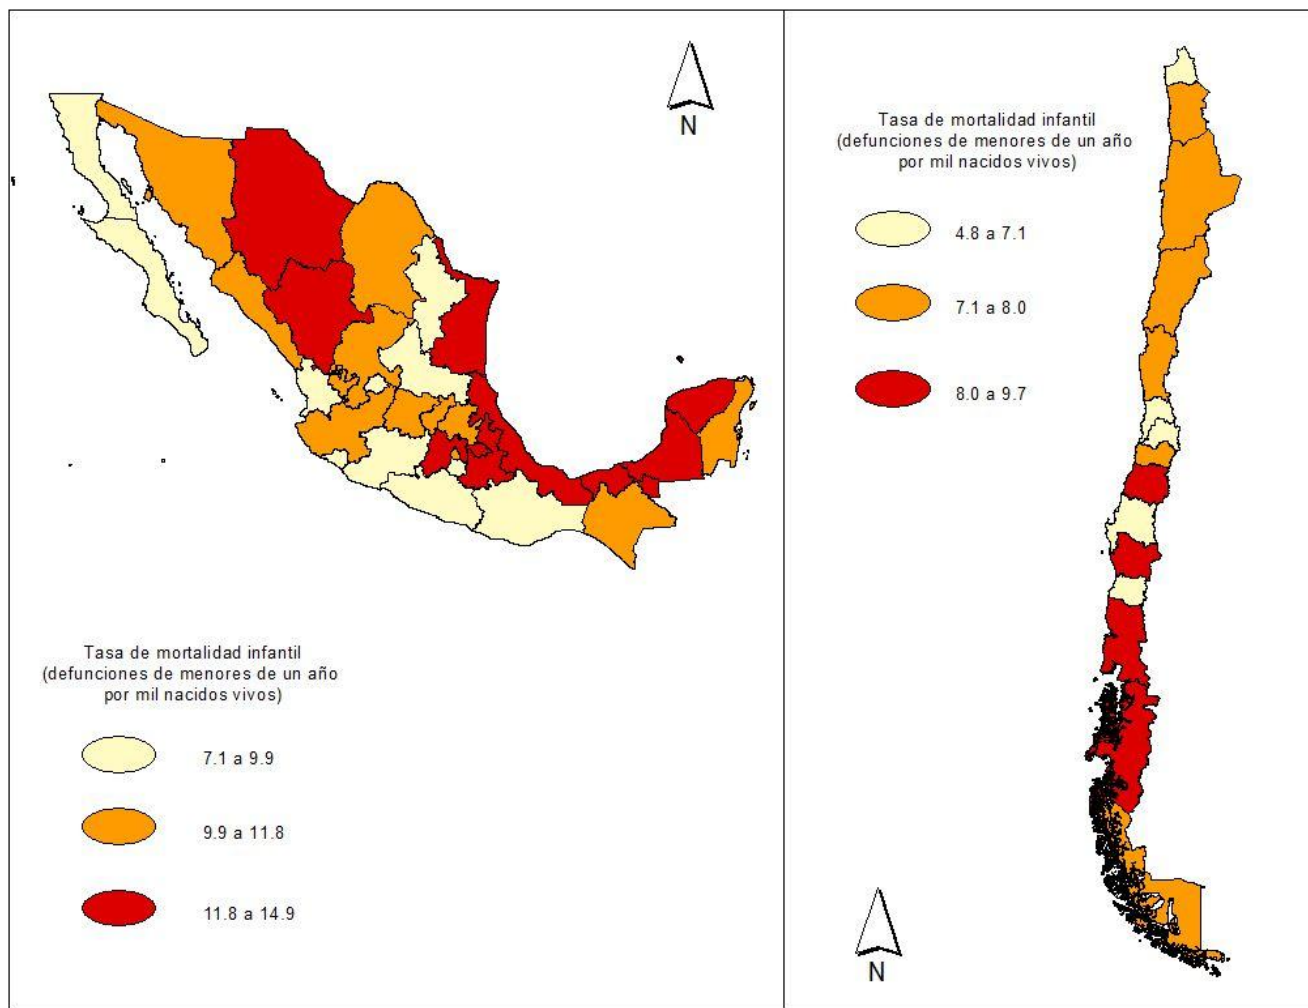 N
Tasa de mortalidad infantil
(defunciones de menores de un año
por mil nacidos vivos)
7.1 a 9.9
9.9 a 11.8
11.8 a 14.9
Tasa de mortalidad infantil
(defunciones de menores de un año
por mil nacidos vivos)
4.8 a 7.1
7.1 a 8.0
8.0 a 9.7
N